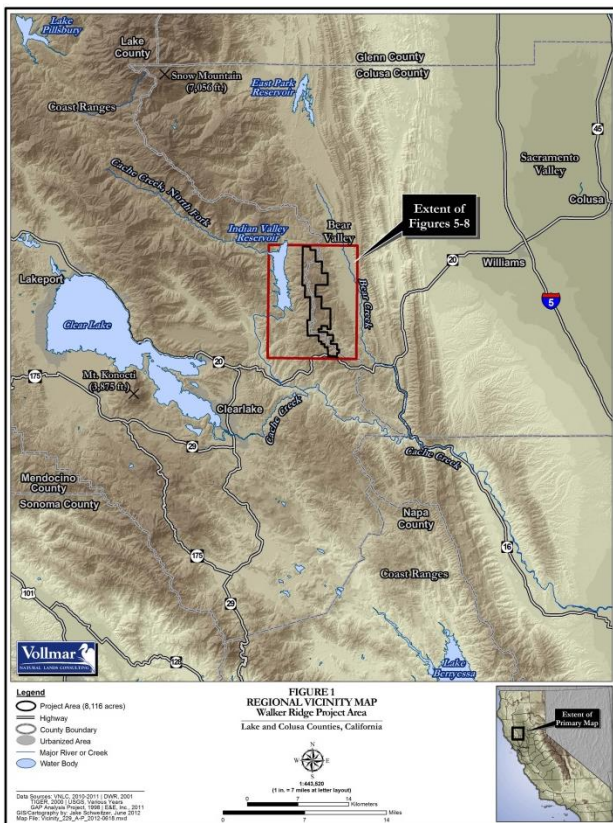 Lake
Pillsbury
Lake
County
Snow Mountain
(7,056 ft.)
Glenn County
Colusa County
East Park
Reservoir
Coast Ranges
45
Sacramento
Valley
Colusa
Cache Creek, North Fork
Indian Valley
Reservoir
Bear
Valley
Extent of
Figures 5-8
20
Williams
Lakeport
Bear Creek
5
Clear Lake
20
175
Mt. Konocti
(3,875 ft.)
Clearlake
Cache Creek
29
Cache Creek
Mendocino
County
Sonoma County
Napa
County
16
175
Coast Ranges
101
29
Vollmar
NATURAL LANDS CONSULTING
128
Lake
Berryessa
Legend
Project Area (8,116 acres)
Highway
County Boundary
Urbanized Area
Major River or Creek
Water Body
FIGURE 1
REGIONAL VICINITY MAP
Walker Ridge Project Area
Lake and Colusa Counties, California
N
W
E
S
1:443,520
(1 in. = 7 miles at letter layout)
0 7 14
Kilometers
0 7 14
Miles
Extent of
Primary Map
Data Sources: VNLC, 2010-2011 | DWR, 2001
TIGER, 2000 | USGS, Various Years
GAP Analysis Project, 1998 | E&E, Inc., 2011
GIS/Cartography by: Jake Schweitzer, June 2012
Map File: Vicinity_229_A-P_2012-0618.mxd